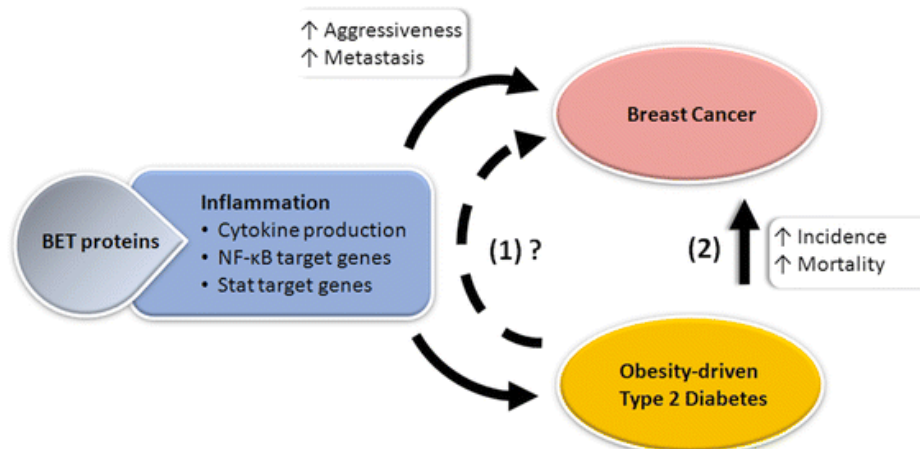 ↑ Aggressiveness
↑ Metastasis
Breast Cancer
BET proteins
Inflammation
• Cytokine production
• NF-κB target genes
• Stat target genes
(1) ?
(2)
↑ Incidence
↑ Mortality
Obesity-driven
Type 2 Diabetes